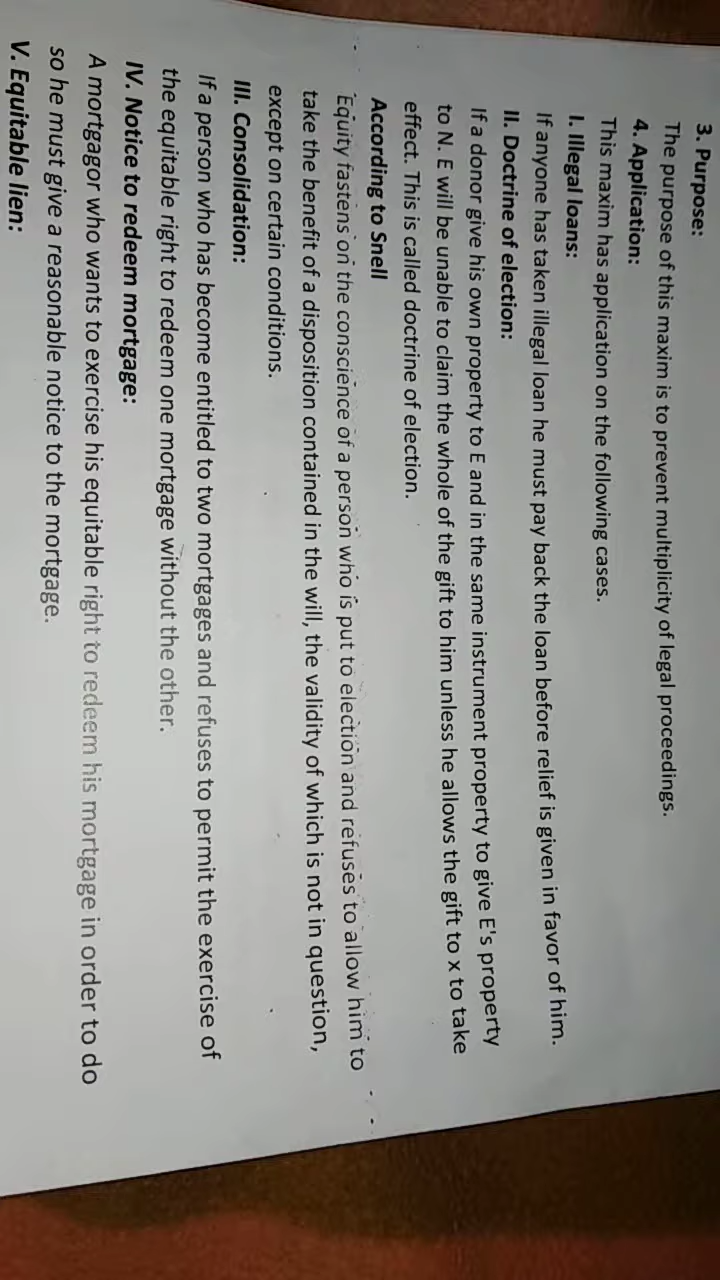 3. Purpose:
The purpose of this maxim is to prevent multiplicity of legal proceedings.
4. Application:
This maxim has application on the following cases.
I. Illegal loans:
If anyone has taken illegal loan he must pay back the loan before relief is given in favor of him.
II. Doctrine of election:
If a donor give his own property to E and in the same instrument property to give E's property
to N. E will be unable to claim the whole of the gift to him unless he allows the gift to x to take
effect. This is called doctrine of election.
According to Snell
Equity fastens on the conscience of a person who is put to election and refuses to allow him to
take the benefit of a disposition contained in the will, the validity of which is not in question,
except on certain conditions.
III. Consolidation:
If a person who has become entitled to two mortgages and refuses to permit the exercise of
the equitable right to redeem one mortgage without the other.
IV. Notice to redeem mortgage:
A mortgagor who wants to exercise his equitable right to redeem his mortgage in order to do
so he must give a reasonable notice to the mortgage.
V. Equitable lien: